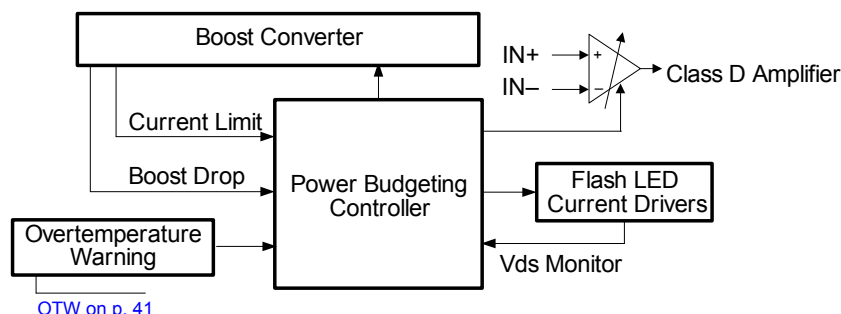 Boost Converter
IN+
+
IN–
−
Class D Amplifier
Current Limit
Boost Drop
Power Budgeting
Controller
Flash LED
Current Drivers
Overtemperature
Warning
Vds Monitor
OTW on p. 41